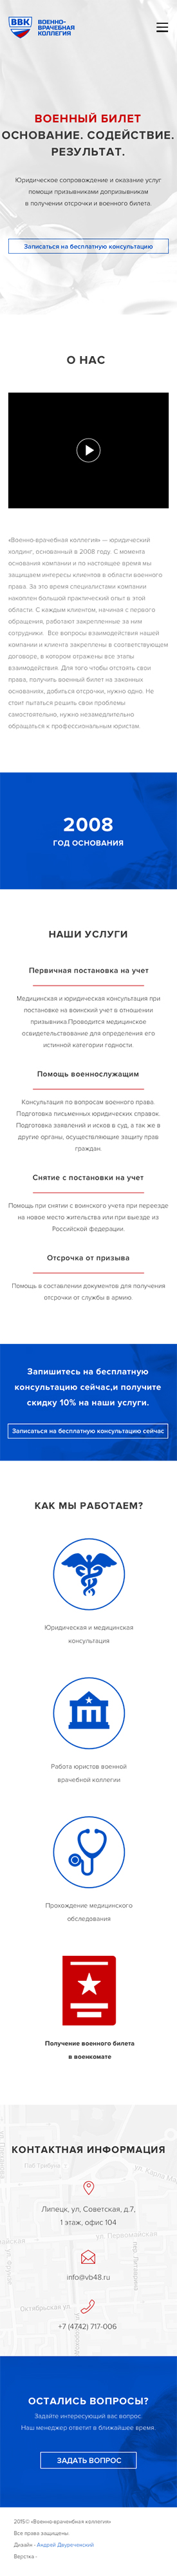 ВВК
ВОЕННО-
ВРАЧЕБНАЯ
КОЛЛЕГИЯ
ВОЕННЫЙ БИЛЕТ
ОСНОВАНИЕ. СОДЕЙСТВИЕ.
РЕЗУЛЬТАТ.
Юридическое сопровождение и оказание услуг
помощи призывниками допризывникам
в получении отсрочки и военного билета.
Записаться на бесплатную консультацию
О НАС
«Военно-врачебная коллегия» — юридический
холдинг, основанный в 2008 году. С момента
основания компании и по настоящее время мы
защищаем интересы клиентов в области военного
права. За это время специалистами компании
накоплен большой практический опыт в этой
области. С каждым клиентом, начиная с первого
обращения, работают закрепленные за ним
сотрудники. Все вопросы взаимодействия нашей
компании и клиента закреплены в соответствующем
договоре, в котором отражены все этапы
взаимодействия. Для того чтобы отстоять свои
права, получить военный билет на законных
основаниях, добиться отсрочки, нужно одно. Не
стоит пытаться решить свои проблемы
самостоятельно, нужно незамедлительно
обращаться к профессиональным юристам.
2008
ГОД ОСНОВАНИЯ
НАШИ УСЛУГИ
Первичная постановка на учет
Медицинская и юридическая консультация при
постановке на воинский учет в отношении
призывника.Проводится медицинское
освидетельствование для определения его
истинной категории годности.
Помощь военнослужащим
Консультация по вопросам военного права.
Подготовка письменных юридических справок.
Подготовка заявлений и исков в суд, а так же в
другие органы, осуществляющие защиту прав
граждан.
Снятие с постановки на учет
Помощь при снятии с воинского учета при переезде
на новое место жительства или при выезде из
Российской федерации.
Отсрочка от призыва
Помощь в составлении документов для получения
отсрочки от службы в армию.
Запишитесь на бесплатную
консультацию сейчас,и получите
скидку 10% на наши услуги.
Записаться на бесплатную консультацию сейчас
КАК МЫ РАБОТАЕМ?
Юридическая и медицинская
консультация
Работа юристов военной
врачебной коллегии
Прохождение медицинского
обследования
Получение военного билета
в военкомате
КОНТАКТНАЯ ИНФОРМАЦИЯ
Липецк, ул, Советская, д.7,
1 этаж, офис 104
info@vb48.ru
Октябрьская ул.
+7 (4742) 717-006
ОСТАЛИСЬ ВОПРОСЫ?
Задайте интересующий вас вопрос.
Наш менеджер ответит в ближайшее время.
ЗАДАТЬ ВОПРОС
2015© «Военно-врачебная коллегия»
Все права защищены
Дизайн - Андрей Двуреченский
Верстка -